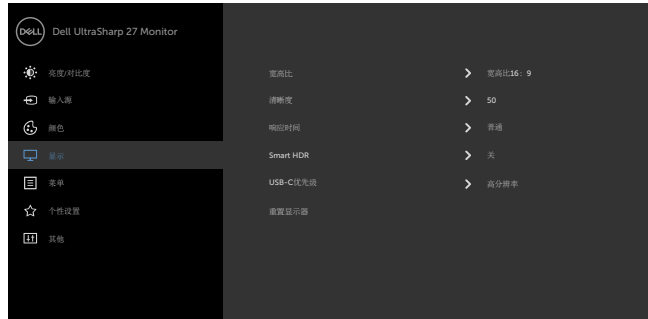 DELL Dell UltraSharp 27 Monitor
亮度/对比度
输入源
颜色
显示
菜单
个性设置
其他
宽高比 宽高比16：9
清晰度 50
响应时间 普通
Smart HDR 关
USB-C优先级 高分辨率
重置显示器